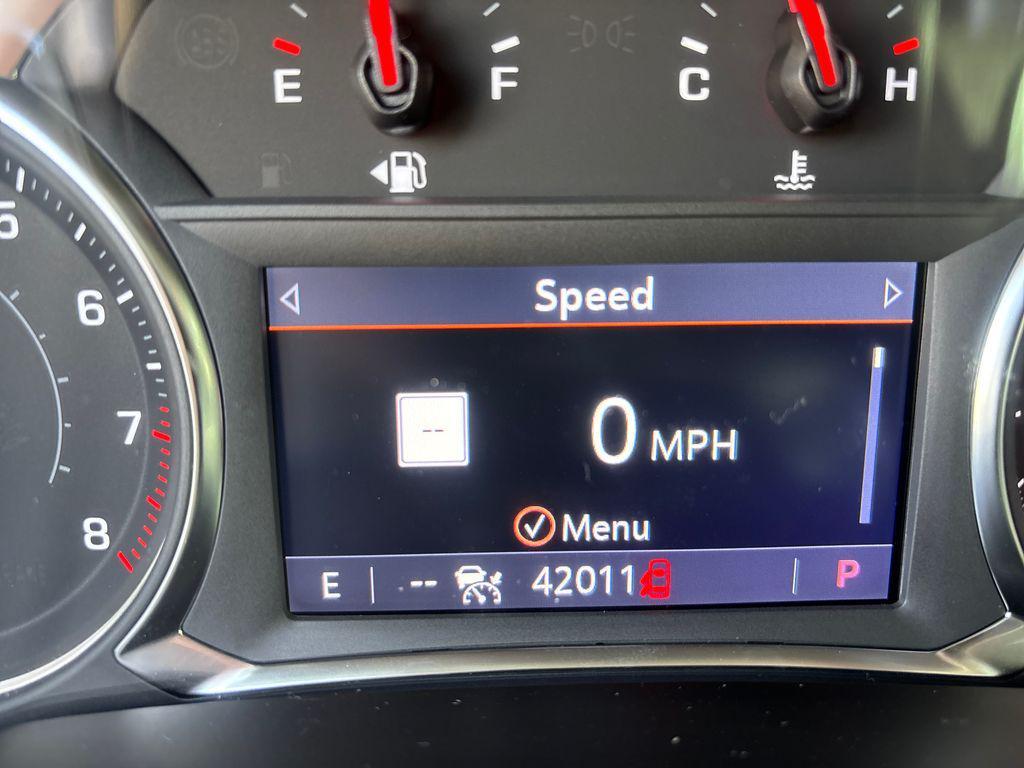 E F C H
5
6
7
8
Speed
--
0 MPH
Menu
E -- 42011 P